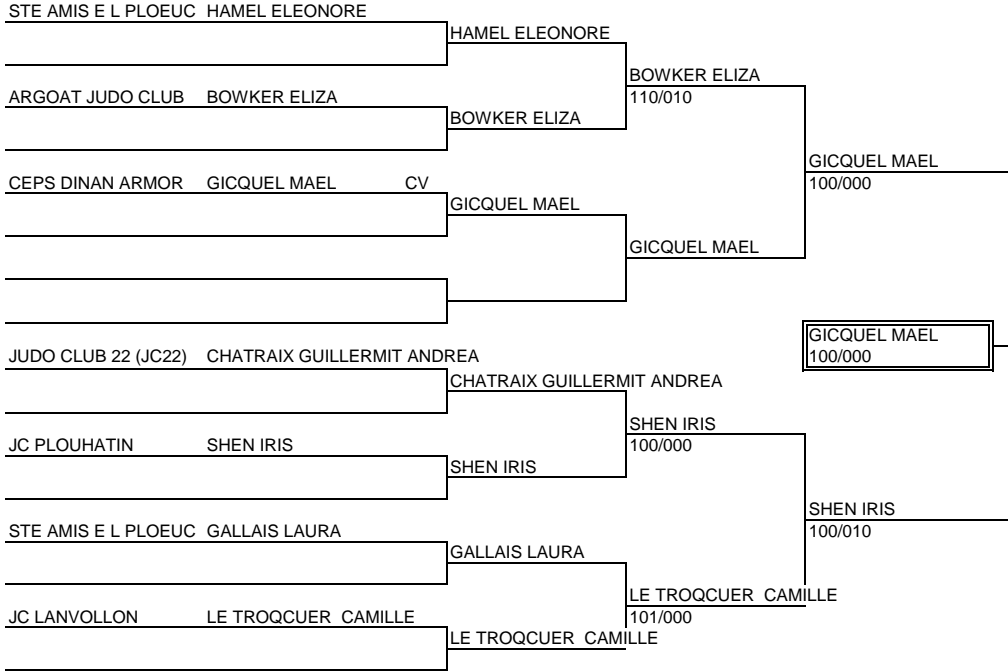 STE AMIS E L PLOEUC HAMEL ELEONORE
HAMEL ELEONORE
BOWKER ELIZA
110/010
ARGOAT JUDO CLUB BOWKER ELIZA
BOWKER ELIZA
GICQUEL MAEL
100/000
CEPS DINAN ARMOR GICQUEL MAEL CV
GICQUEL MAEL
GICQUEL MAEL
GICQUEL MAEL
100/000
JUDO CLUB 22 (JC22) CHATRAIX GUILLERMIT ANDREA
CHATRAIX GUILLERMIT ANDREA
SHEN IRIS
100/000
JC PLOUHATIN SHEN IRIS
SHEN IRIS
SHEN IRIS
100/010
STE AMIS E L PLOEUC GALLAIS LAURA
GALLAIS LAURA
LE TROQCUER CAMILLE
101/000
JC LANVOLLON LE TROQCUER CAMILLE
LE TROQCUER CAMILLE